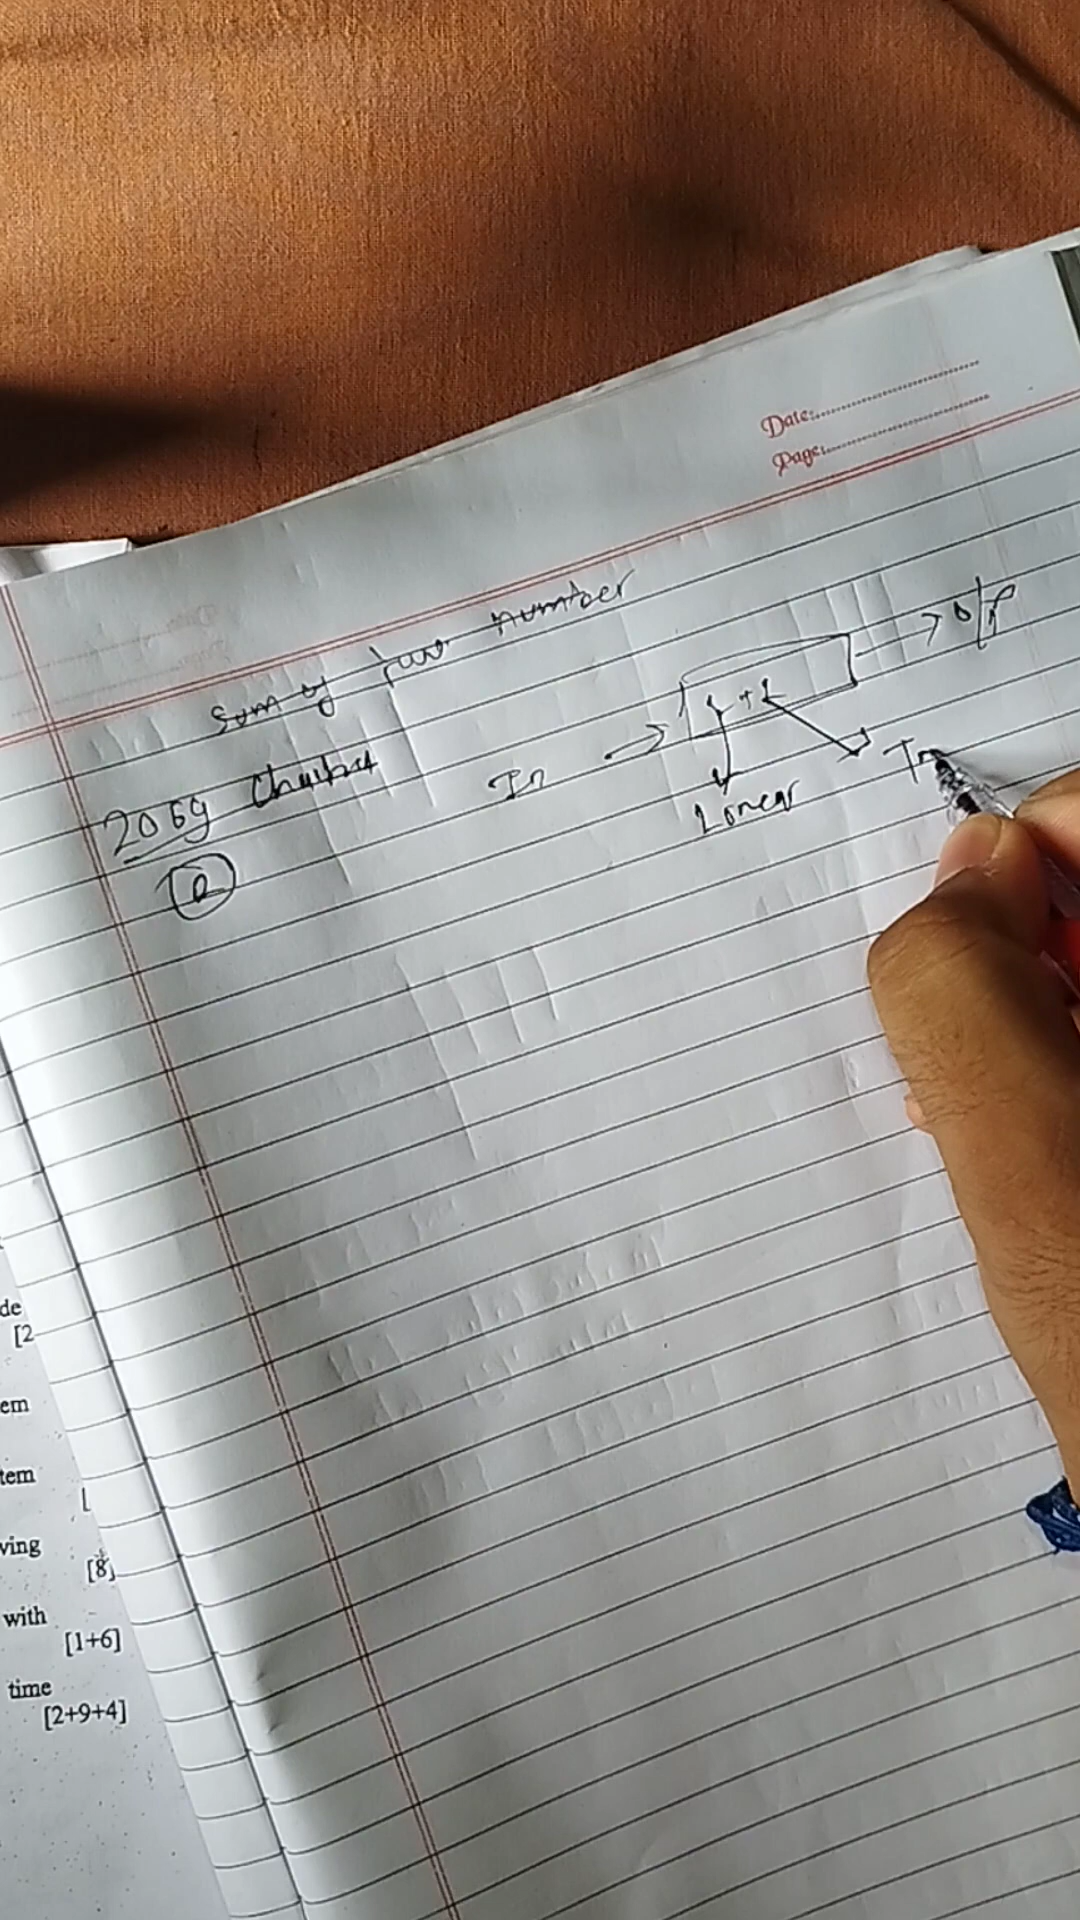 Date:
Page:
Sum of two number
2069
In → → o/p
Linear
de
[2
em
tem
[
ving
[8]
with
[1+6]
time
[2+9+4]